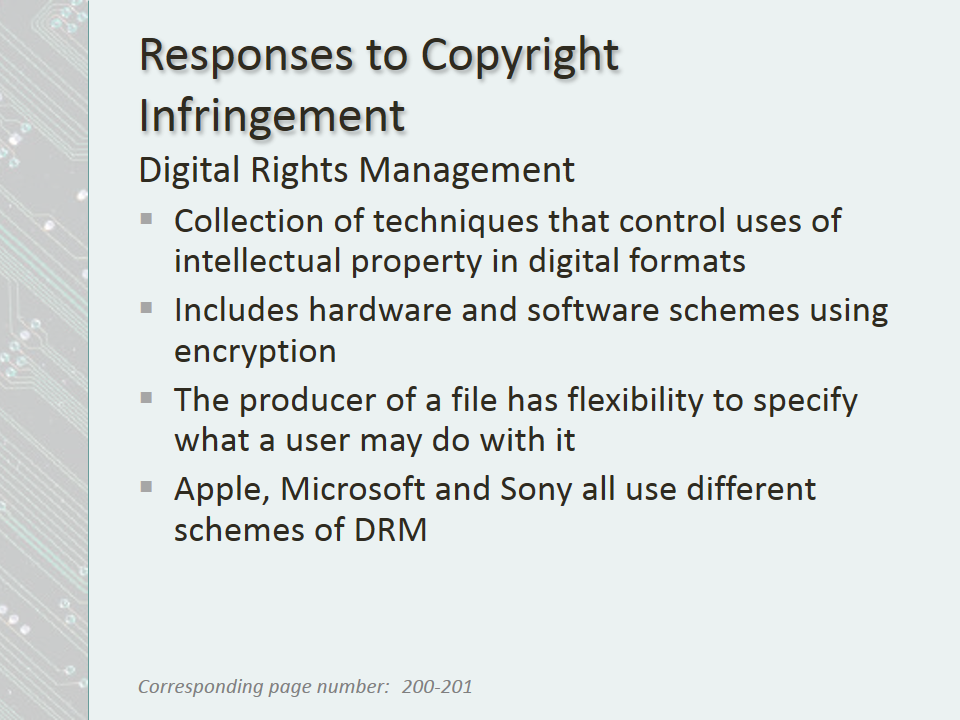 Responses to Copyright
Infringement
Digital Rights Management
▪ Collection of techniques that control uses of
intellectual property in digital formats
▪ Includes hardware and software schemes using
encryption
▪ The producer of a file has flexibility to specify
what a user may do with it
▪ Apple, Microsoft and Sony all use different
schemes of DRM
Corresponding page number: 200-201